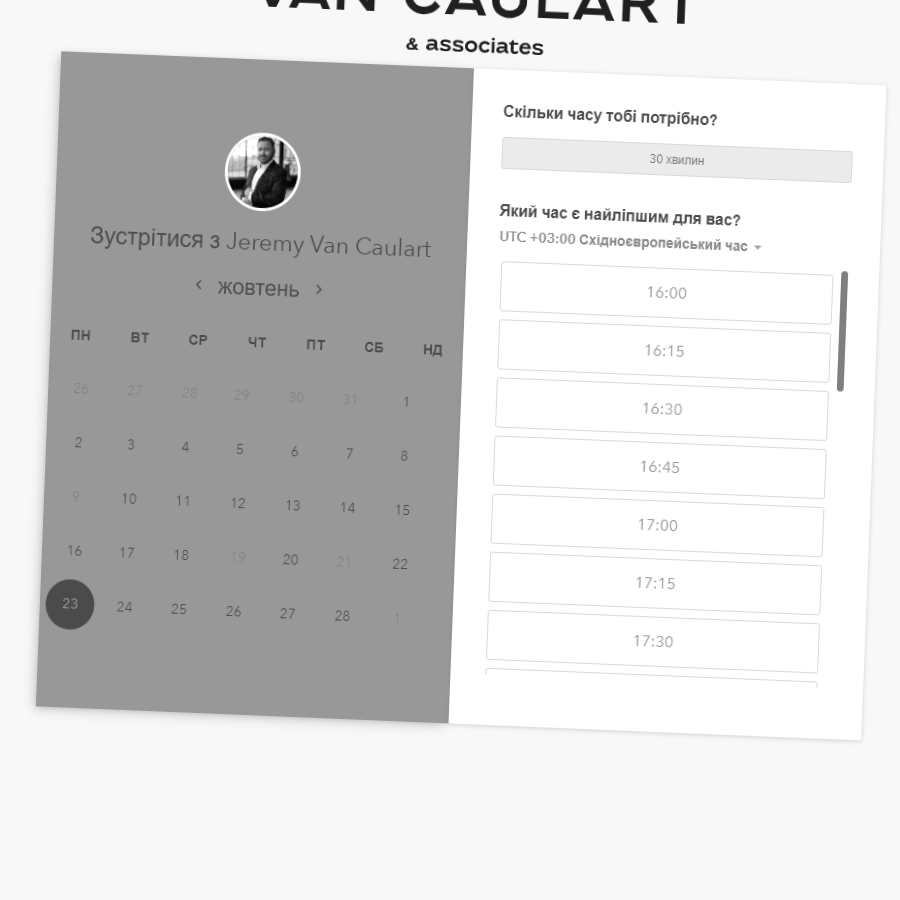 VAN CAULART
& associates
Зустрітися з Jeremy Van Caulart
‹ жовтень ›
ПН ВТ СР ЧТ ПТ СБ НД
26 27 28 29 30 31 1
2 3 4 5 6 7 8
9 10 11 12 13 14 15
16 17 18 19 20 21 22
23 24 25 26 27 28 1
Скільки часу тобі потрібно?
30 хвилин
Який час є найліпшим для вас?
UTC +03:00 Східноєвропейський час
16:00
16:15
16:30
16:45
17:00
17:15
17:30